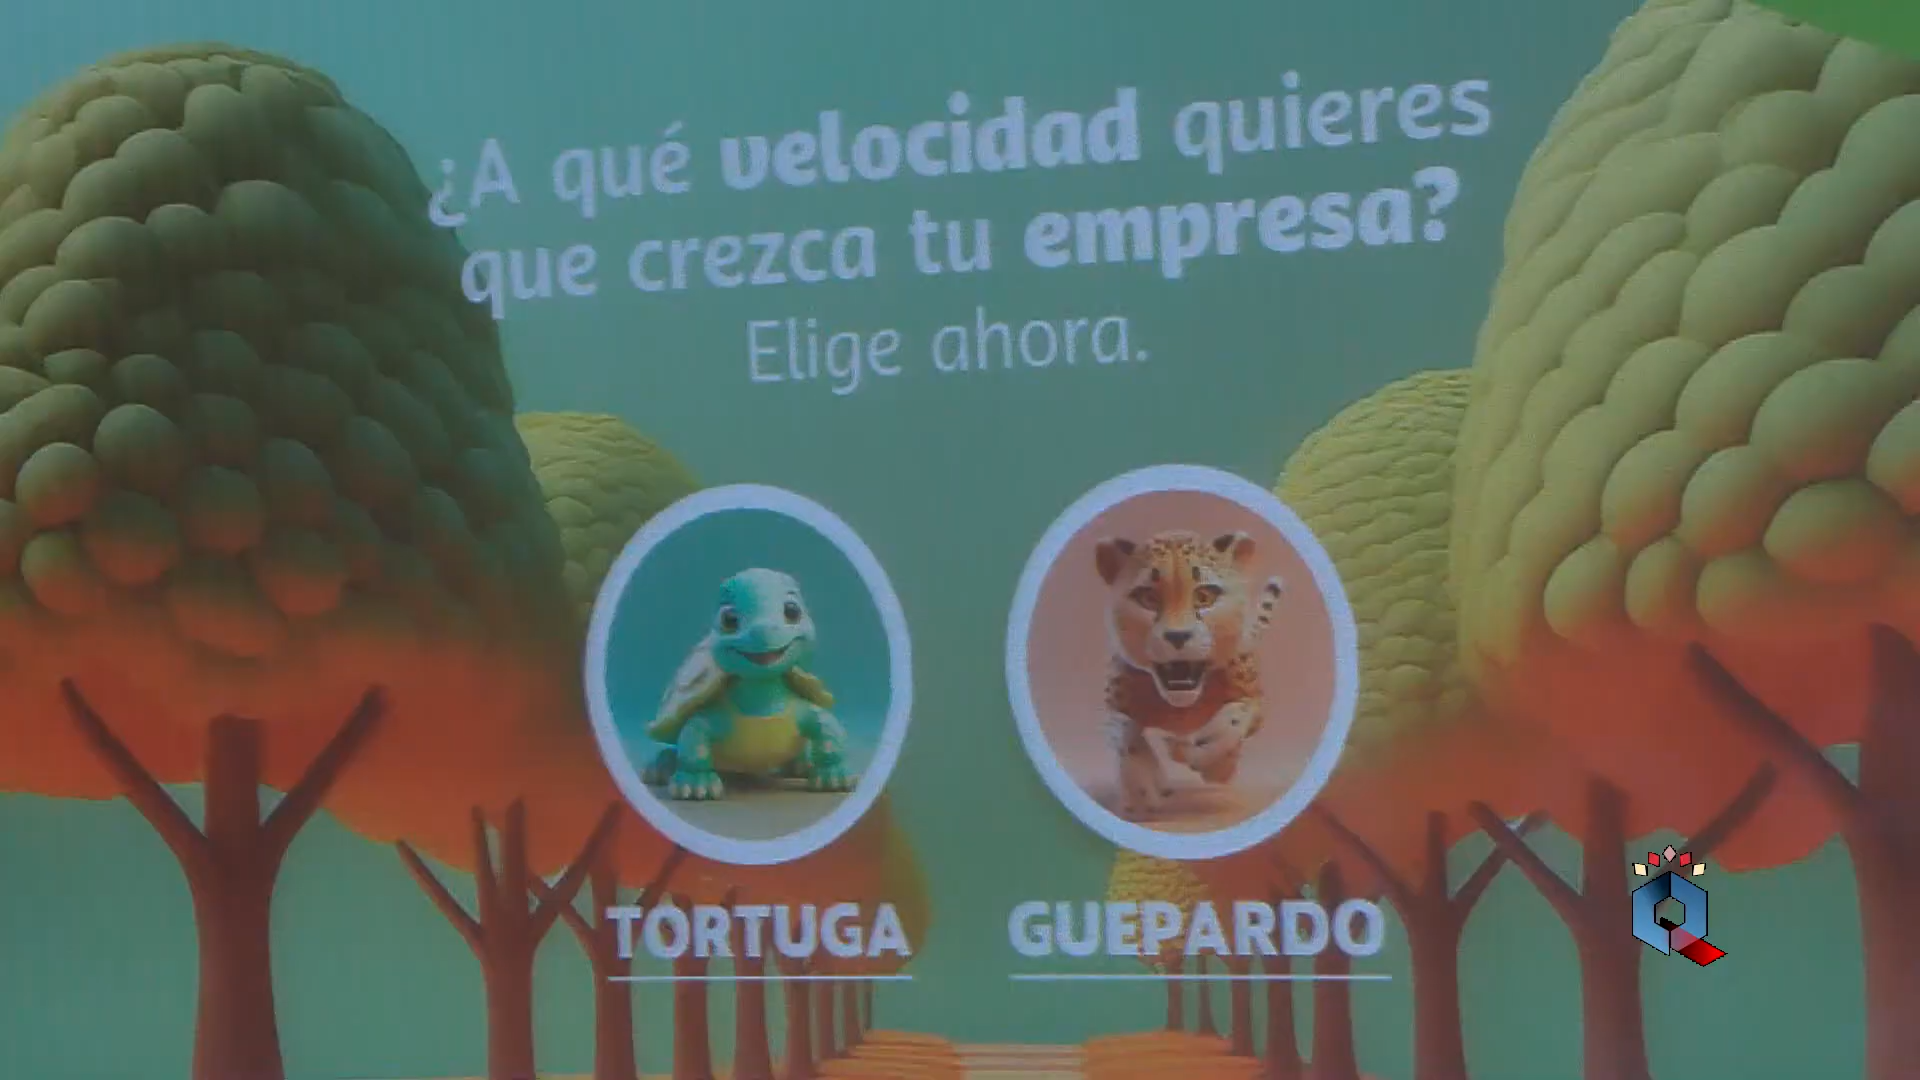 ¿A qué velocidad quieres
que crezca tu empresa?
Elige ahora.
TORTUGA
GUEPARDO